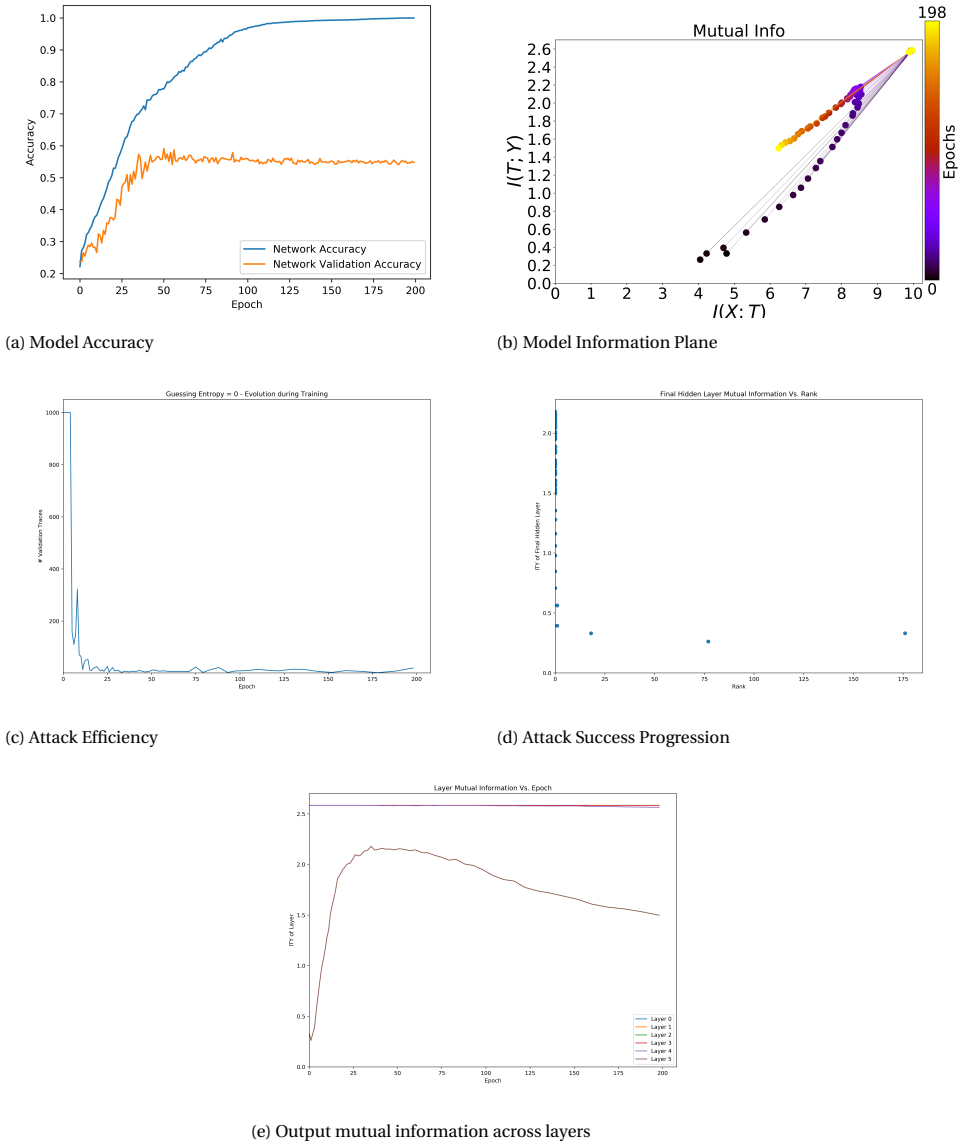 1.0
0.9
0.8
0.7
0.6
0.5
0.4
0.3
0.2
Accuracy
0 25 50 75 100 125 150 175 200
Epoch
Network Accuracy
Network Validation Accuracy
(a) Model Accuracy
Mutual Info
198
2.6
2.4
2.2
2.0
1.8
1.6
1.4
1.2
1.0
0.8
0.6
0.4
0.2
0.0
I(T; Y)
0 1 2 3 4 5 6 7 8 9 10
I(X; T)
Epochs
0
(b) Model Information Plane
Guessing Entropy = 0 - Evolution during Training
1000
800
600
400
200
# Validation Traces
0 25 50 75 100 125 150 175 200
Epoch
(c) Attack Efficiency
Final Hidden Layer Mutual Information Vs. Rank
2.0
1.5
1.0
0.5
0.0
ITY of Final Hidden Layer
0 25 50 75 100 125 150 175
Rank
(d) Attack Success Progression
Layer Mutual Information Vs. Epoch
2.5
2.0
1.5
1.0
0.5
0.0
ITY of Layer
0 25 50 75 100 125 150 175 200
Epoch
Layer 0
Layer 1
Layer 2
Layer 3
Layer 4
Layer 5
(e) Output mutual information across layers